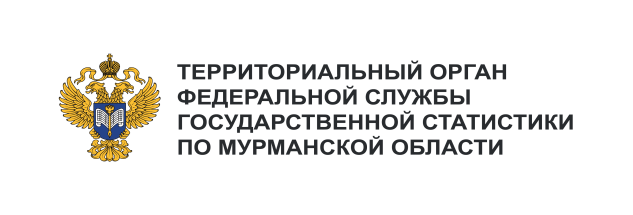 ТЕРРИТОРИАЛЬНЫЙ ОРГАН
ФЕДЕРАЛЬНОЙ СЛУЖБЫ
ГОСУДАРСТВЕННОЙ СТАТИСТИКИ
ПО МУРМАНСКОЙ ОБЛАСТИ